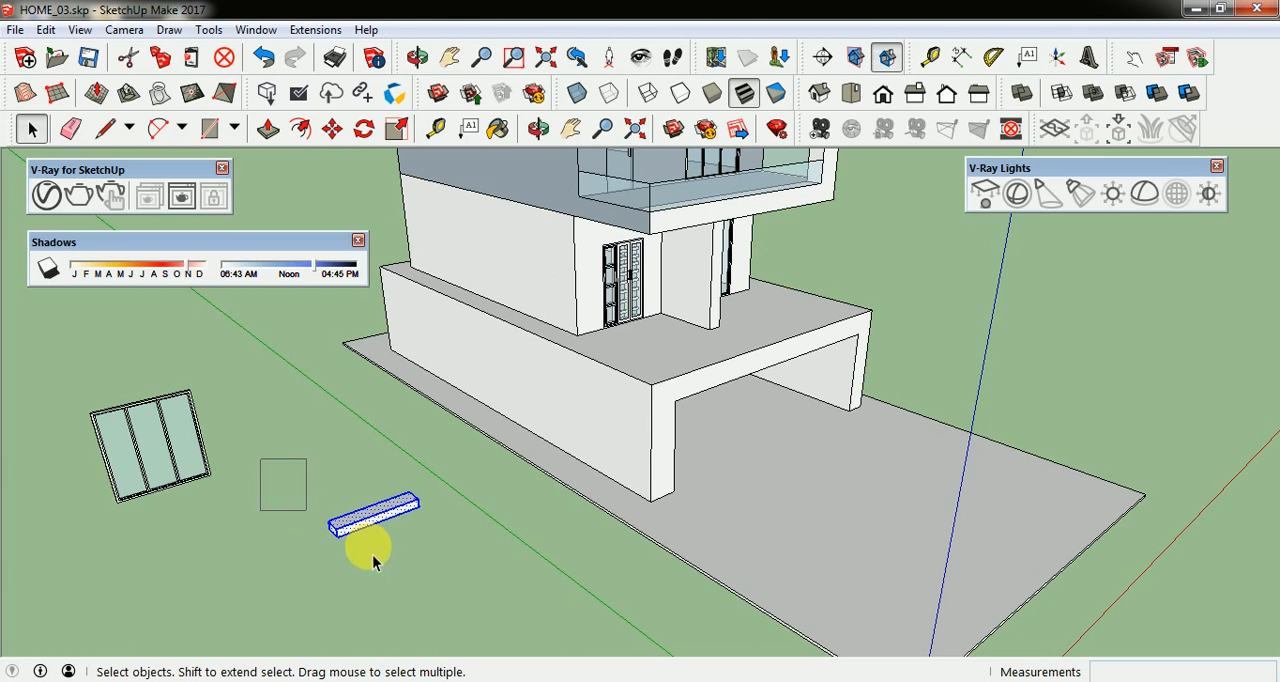 HOME_03.skp - SketchUp Make 2017
File Edit View Camera Draw Tools Window Extensions Help
A1
A1
V-Ray for SketchUp
V-Ray Lights
Shadows
J F M A M J J A S O N D 06:43 AM Noon 04:45 PM
Select objects. Shift to extend select. Drag mouse to select multiple.
Measurements